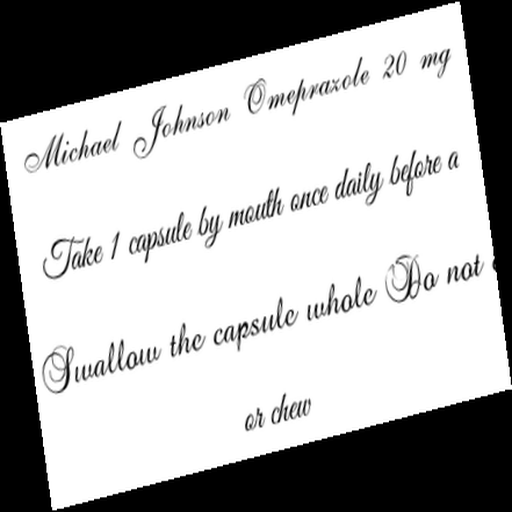 Michael Johnson Omeprazole 20 mg
Take 1 capsule by mouth once daily before a
Swallow the capsule whole Do not
or chew